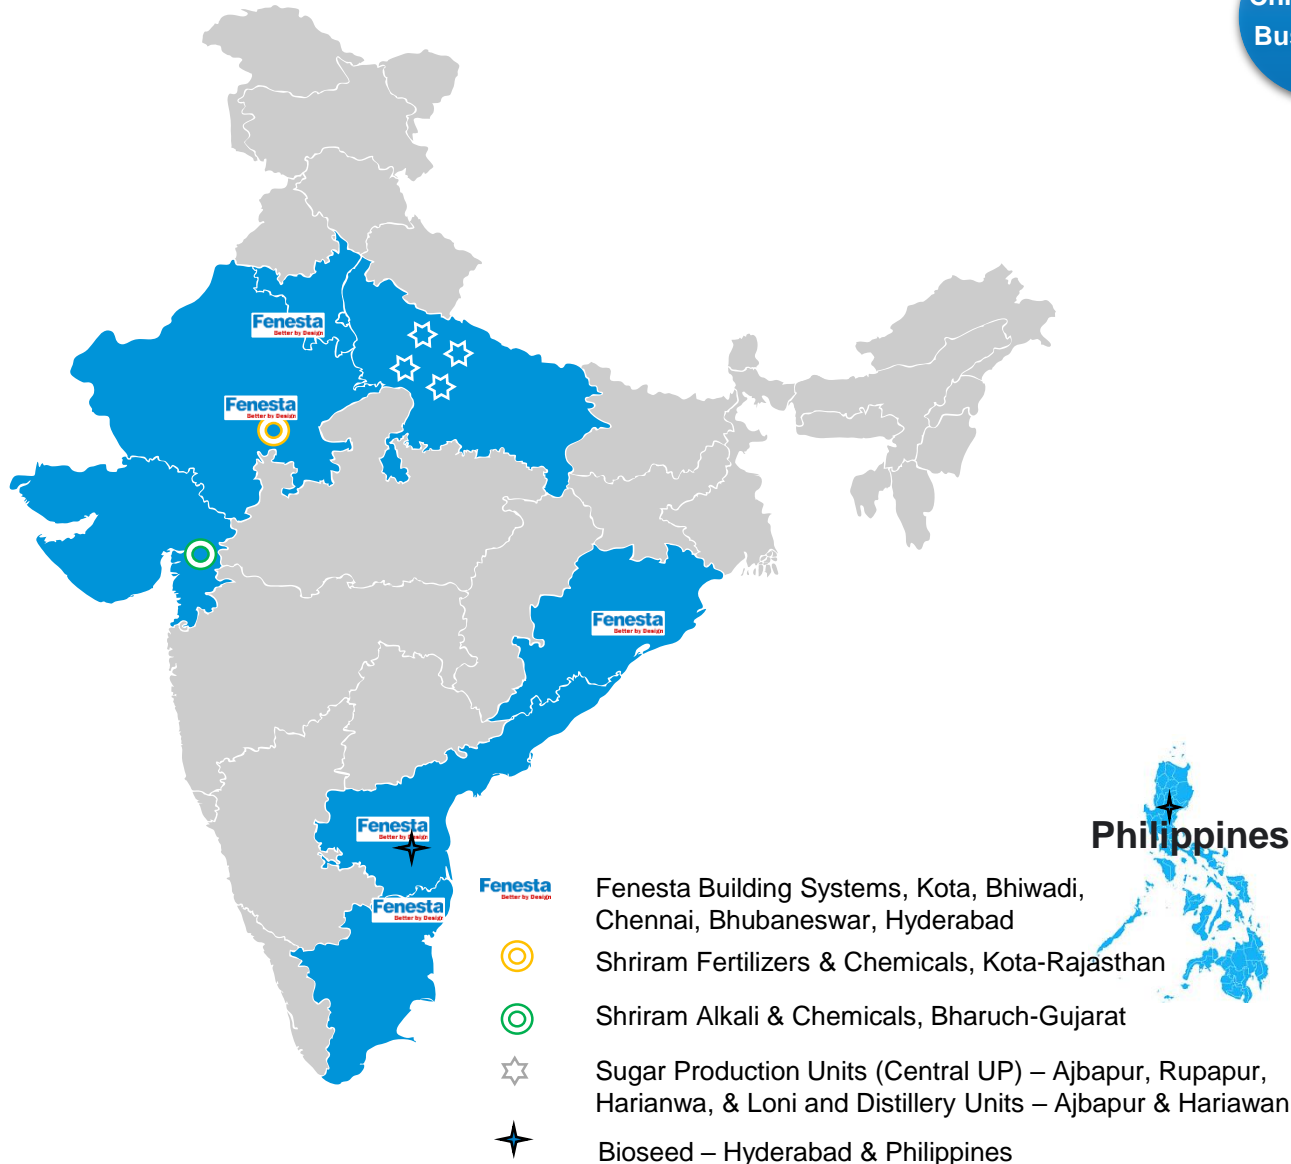 Fenesta
Better by Design
Fenesta
Better by Design
Fenesta
Better by Design
Fenesta
Better by Design
Fenesta
Better by Design
Philippines
Fenesta
Better by Design
Fenesta Building Systems, Kota, Bhiwadi,
Chennai, Bhubaneswar, Hyderabad
Shriram Fertilizers & Chemicals, Kota-Rajasthan
Shriram Alkali & Chemicals, Bharuch-Gujarat
Sugar Production Units (Central UP) – Ajbapur, Rupapur,
Harianwa, & Loni and Distillery Units – Ajbapur & Hariawan
Bioseed – Hyderabad & Philippines